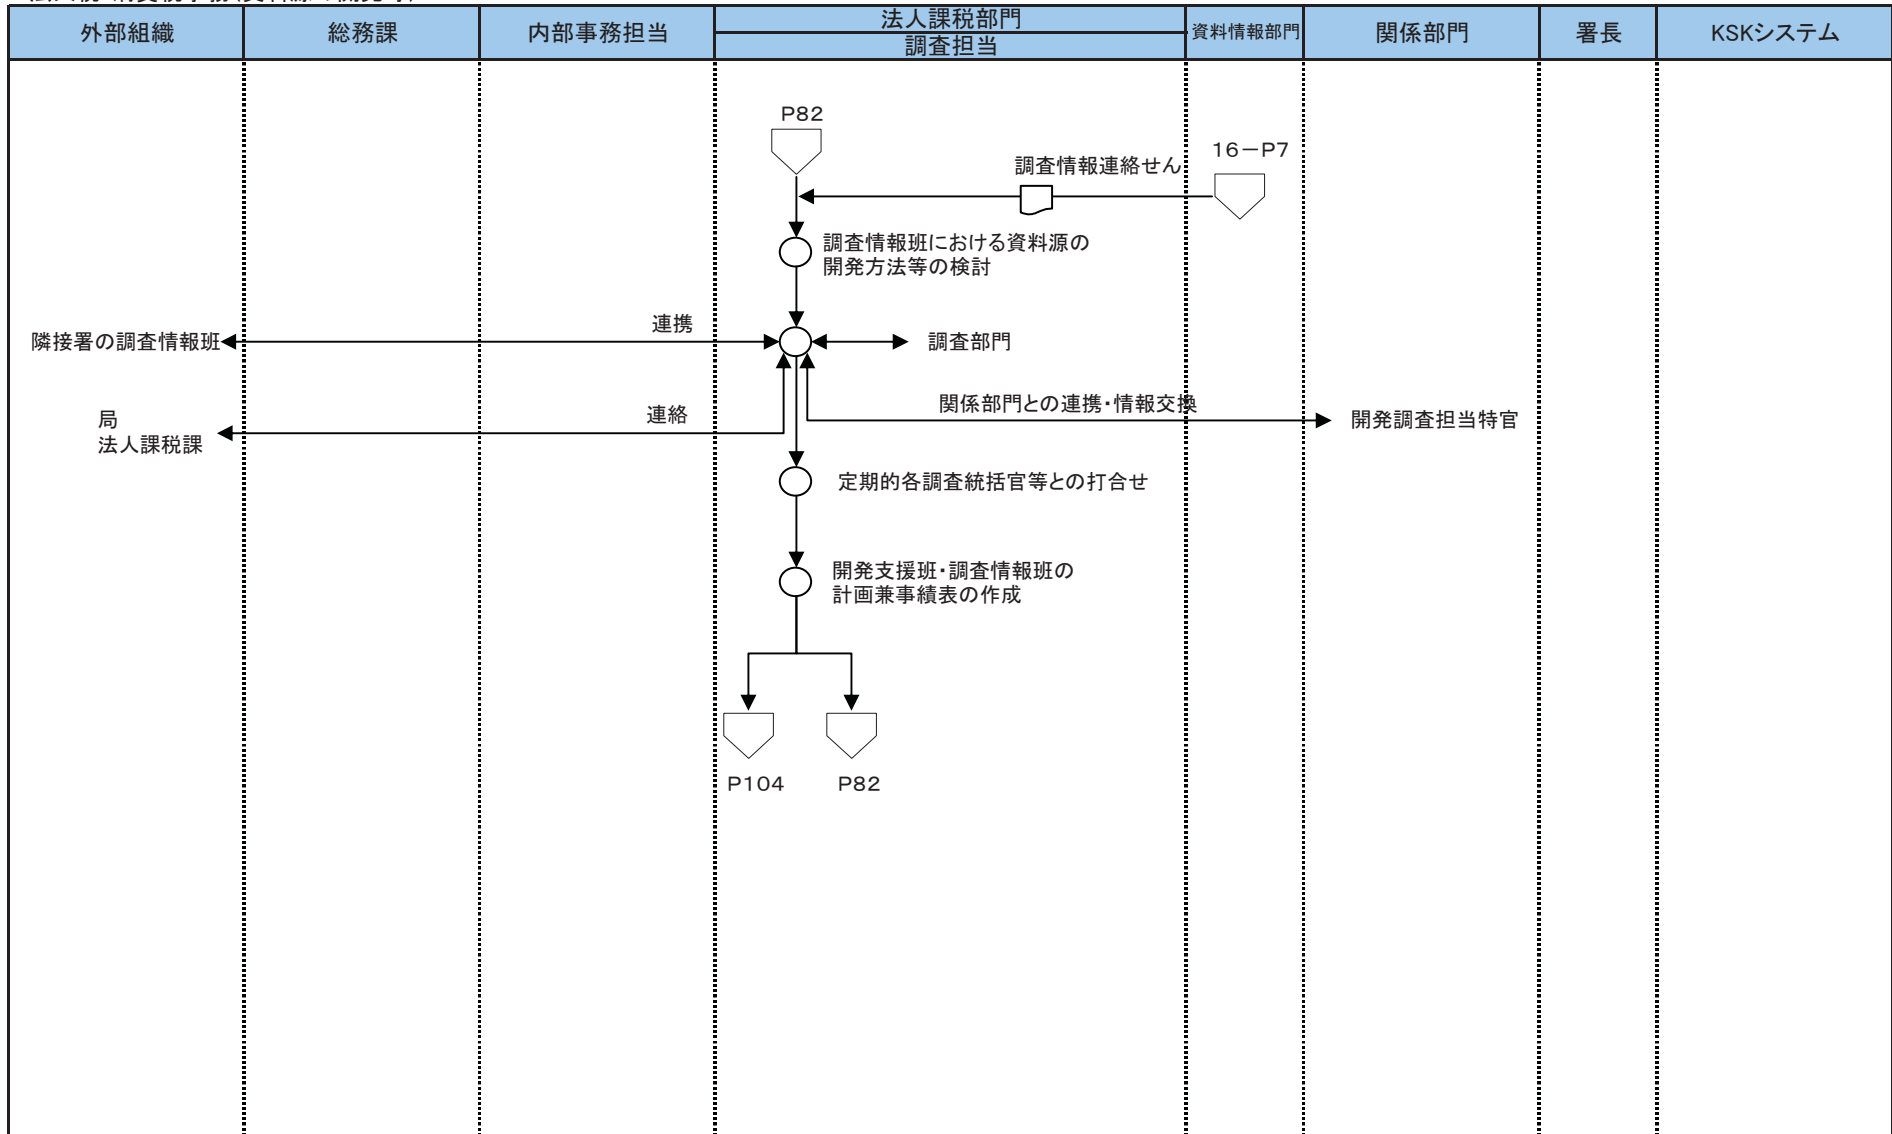 外部組織
総務課
内部事務担当
法人課税部門
調査担当
資料情報部門
関係部門
署長
KSKシステム
P82
16－P7
調査情報連絡せん
調査情報班における資料源の
開発方法等の検討
連携
隣接署の調査情報班
調査部門
関係部門との連携・情報交換
連絡
局
法人課税課
開発調査担当特官
定期的各調査統括官等との打合せ
開発支援班・調査情報班の
計画兼事績表の作成
P104
P82